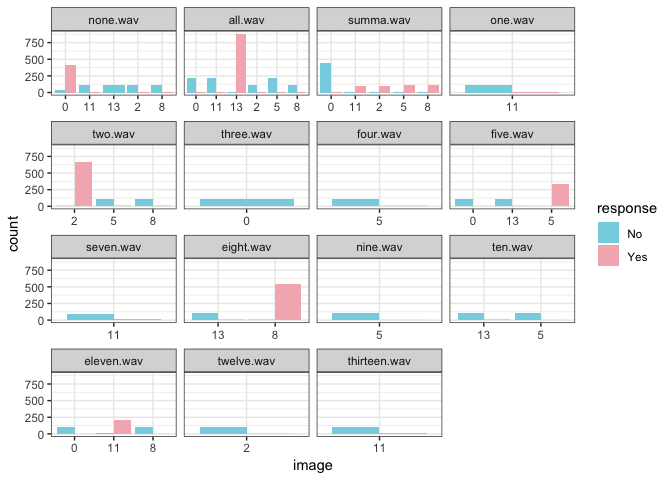 none.wav all.wav summa.wav one.wav
750
500
250
0
0 11 13 2 8 0 11 13 2 5 8 0 11 2 5 8 11
two.wav three.wav four.wav five.wav
750
500
250
0
2 5 8 0 5 0 13 5
seven.wav eight.wav nine.wav ten.wav
750
500
250
0
11 13 8 5 13 5
eleven.wav twelve.wav thirteen.wav
750
500
250
0
0 11 8 2 11
image
count
response
No
Yes